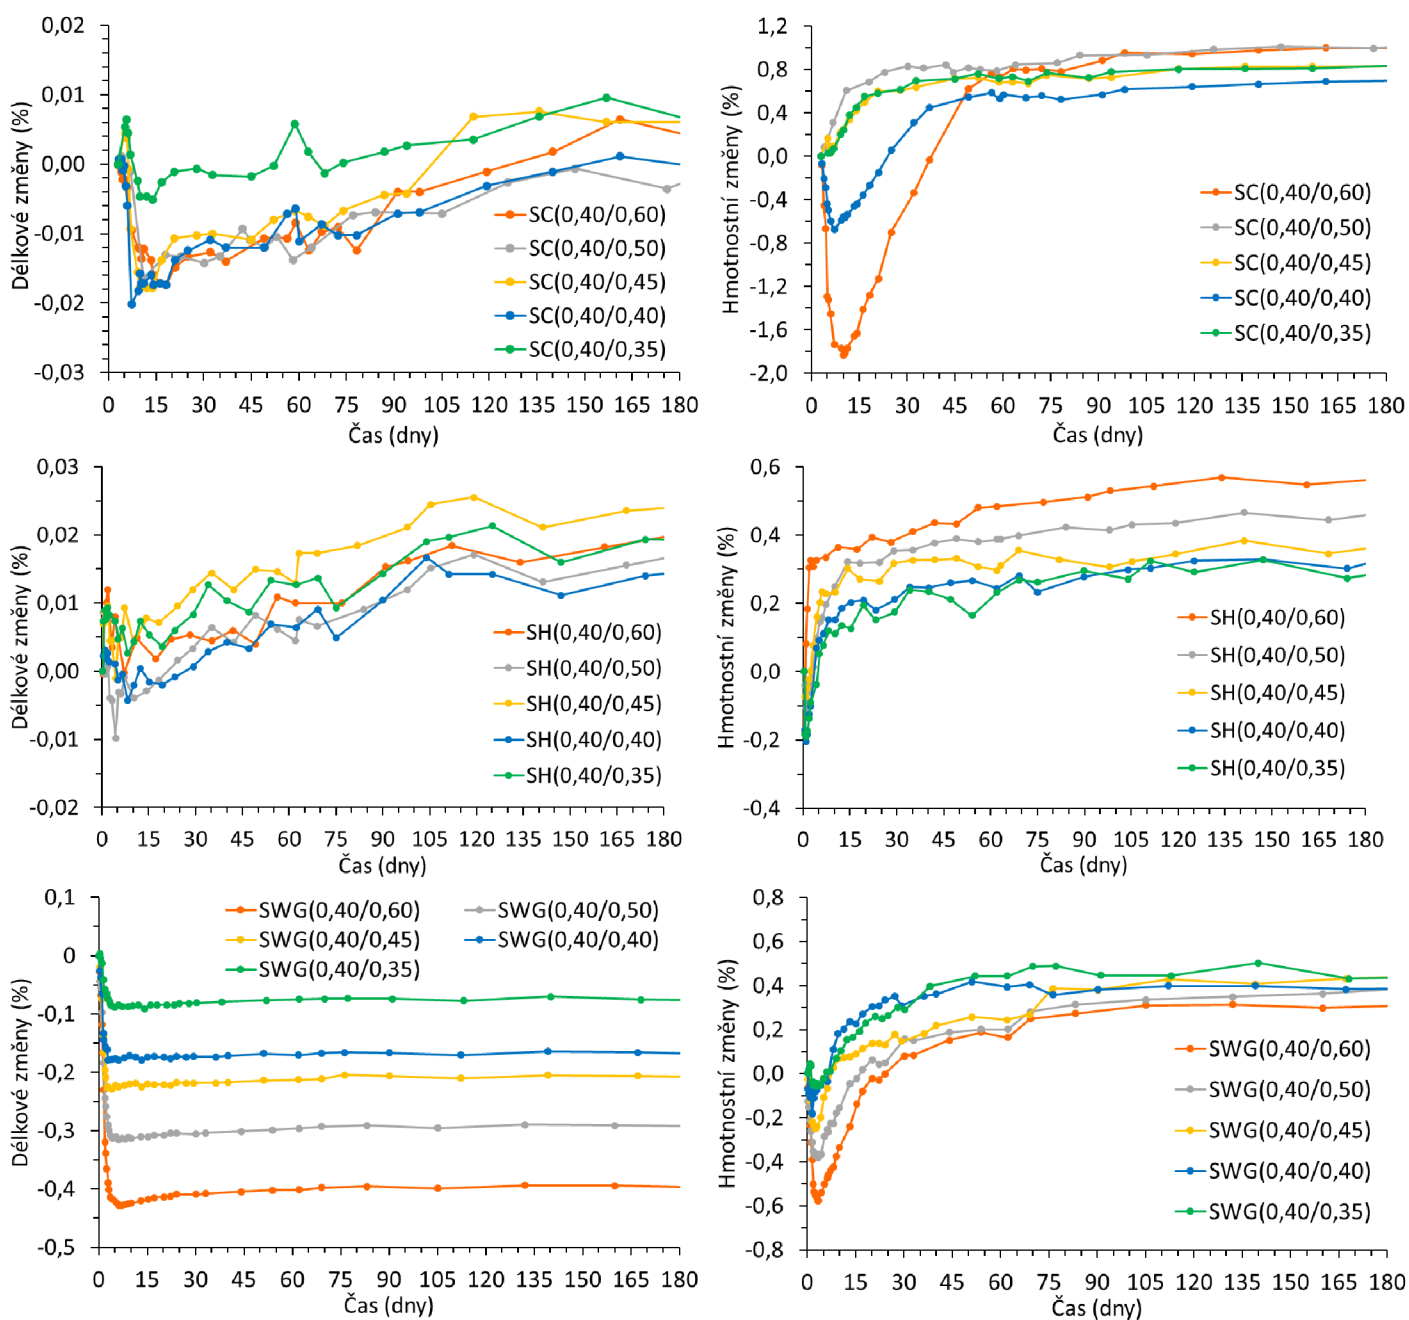 0,02
0,01
0,00
-0,01
-0,02
-0,03
Délkové změny (%)
0 15 30 45 60 75 90 105 120 135 150 165 180
Čas (dny)
SC(0,40/0,60)
SC(0,40/0,50)
SC(0,40/0,45)
SC(0,40/0,40)
SC(0,40/0,35)
1,2
0,8
0,4
0,0
-0,4
-0,8
-1,2
-1,6
-2,0
Hmotnostní změny (%)
0 15 30 45 60 75 90 105 120 135 150 165 180
Čas (dny)
SC(0,40/0,60)
SC(0,40/0,50)
SC(0,40/0,45)
SC(0,40/0,40)
SC(0,40/0,35)
0,03
0,02
0,01
0,00
-0,01
-0,02
Délkové změny (%)
0 15 30 45 60 75 90 105 120 135 150 165 180
Čas (dny)
SH(0,40/0,60)
SH(0,40/0,50)
SH(0,40/0,45)
SH(0,40/0,40)
SH(0,40/0,35)
0,6
0,4
0,2
0,0
-0,2
-0,4
Hmotnostní změny (%)
0 15 30 45 60 75 90 105 120 135 150 165 180
Čas (dny)
SH(0,40/0,60)
SH(0,40/0,50)
SH(0,40/0,45)
SH(0,40/0,40)
SH(0,40/0,35)
0,1
0
-0,1
-0,2
-0,3
-0,4
-0,5
Délkové změny (%)
0 15 30 45 60 75 90 105 120 135 150 165 180
Čas (dny)
SWG(0,40/0,60) SWG(0,40/0,50)
SWG(0,40/0,45) SWG(0,40/0,40)
SWG(0,40/0,35)
0,8
0,6
0,4
0,2
0,0
-0,2
-0,4
-0,6
-0,8
Hmotnostní změny (%)
0 15 30 45 60 75 90 105 120 135 150 165 180
Čas (dny)
SWG(0,40/0,60)
SWG(0,40/0,50)
SWG(0,40/0,45)
SWG(0,40/0,40)
SWG(0,40/0,35)